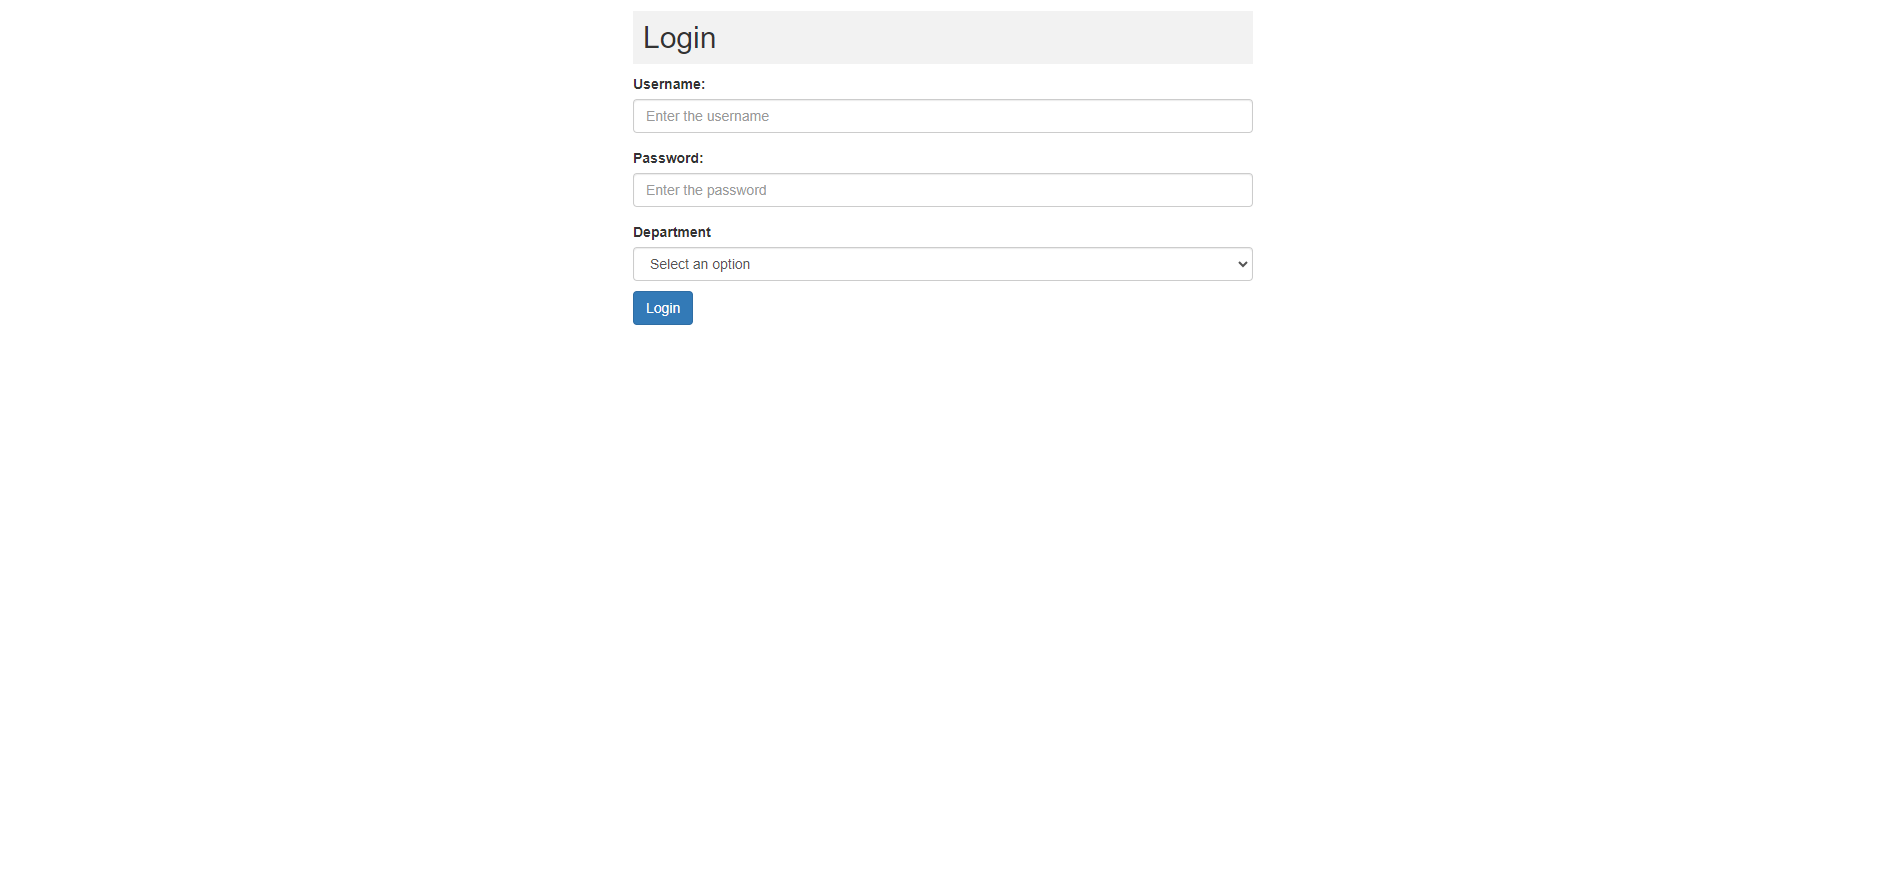 Login
Username:
Enter the username
Password:
Enter the password
Department
Select an option
Login